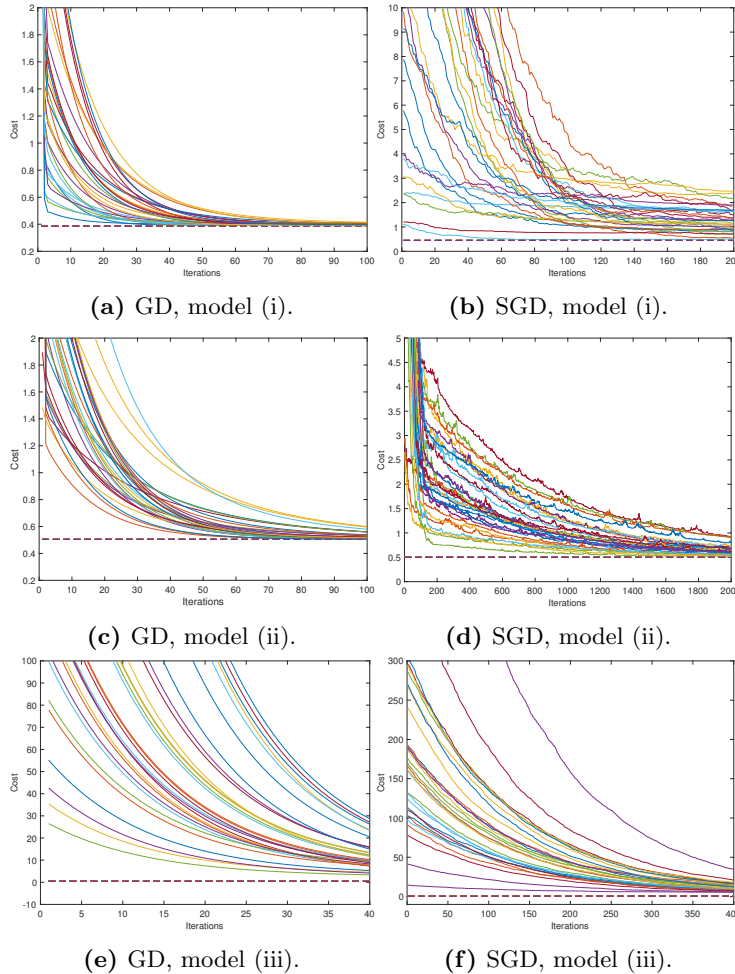 2
1.8
1.6
1.4
1.2
1
0.8
0.6
0.4
0.2
Cost
0 10 20 30 40 50 60 70 80 90 100
Iterations
10
9
8
7
6
5
4
3
2
1
0
Cost
0 20 40 60 80 100 120 140 160 180 200
Iterations
(a) GD, model (i).
(b) SGD, model (i).
2
1.8
1.6
1.4
1.2
1
0.8
0.6
0.4
0.2
Cost
0 10 20 30 40 50 60 70 80 90 100
Iterations
5
4.5
4
3.5
3
2.5
2
1.5
1
0.5
0
Cost
0 200 400 600 800 1000 1200 1400 1600 1800 2000
Iterations
(c) GD, model (ii).
(d) SGD, model (ii).
100
90
80
70
60
50
40
30
20
10
0
-10
Cost
0 5 10 15 20 25 30 35 40
Iterations
300
250
200
150
100
50
0
Cost
0 50 100 150 200 250 300 350 400
Iterations
(e) GD, model (iii).
(f) SGD, model (iii).